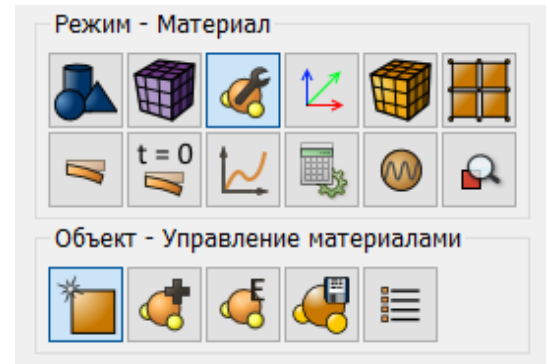 Режим - Материал
t = 0
Объект - Управление материалами
E